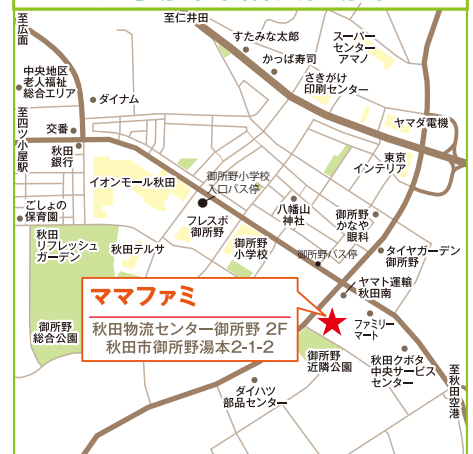 至広面
至仁井田
すたみな太郎
かっぱ寿司
スーパー
センター
アマノ
さきがけ
印刷センター
中央地区
老人福祉
総合エリア
ダイナム
至四ツ小屋駅
交番
秋田
銀行
ヤマダ電機
東京
インテリア
イオンモール秋田
御所野小学校
入口バス停
ごしょの
保育園
フレスポ
御所野
八幡山
神社
御所野
かなや
眼科
秋田
リフレッシュ
ガーデン
秋田テルサ
御所野
小学校
御所野バス停
タイヤガーデン
御所野
ヤマト運輸
秋田南
ママファミ
秋田物流センター御所野 2F
秋田市御所野湯本2-1-2
御所野
総合公園
ファミリー
マート
御所野
近隣公園
秋田クボタ
中央サービス
センター
ダイハツ
部品センター
至秋田空港